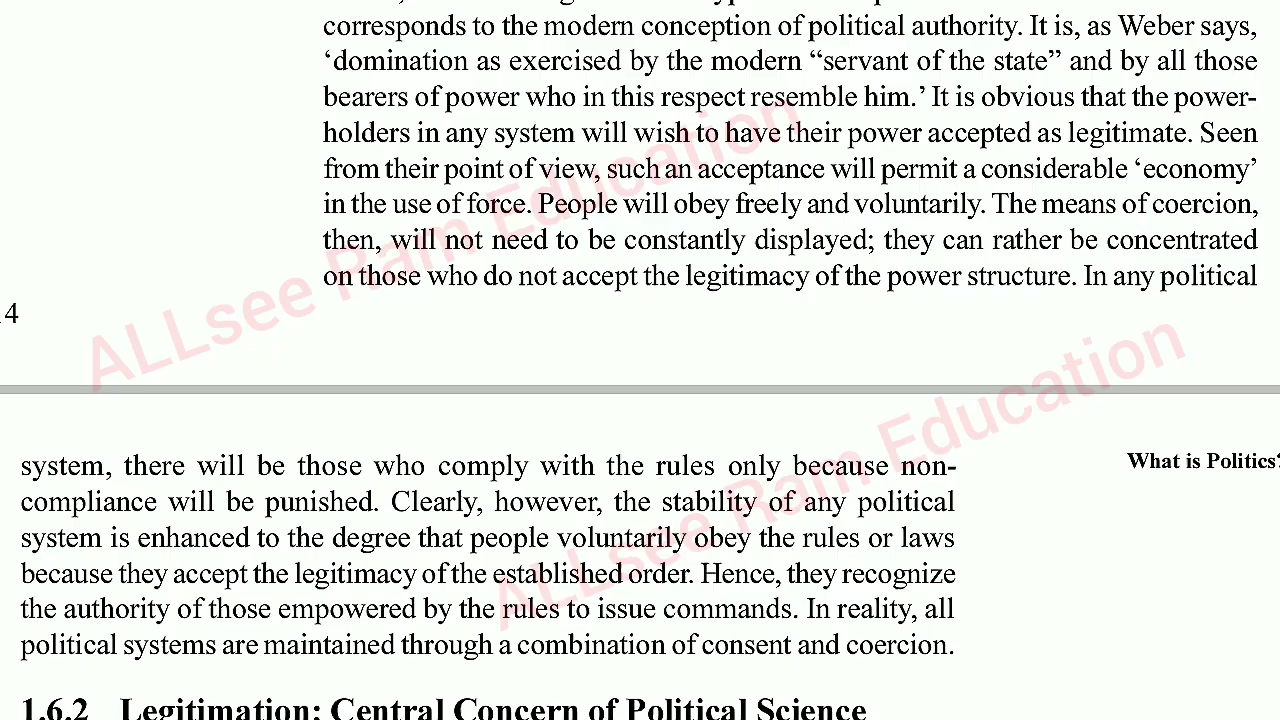 corresponds to the modern conception of political authority. It is, as Weber says,
‘domination as exercised by the modern “servant of the state” and by all those
bearers of power who in this respect resemble him.’ It is obvious that the power-
holders in any system will wish to have their power accepted as legitimate. Seen
from their point of view, such an acceptance will permit a considerable ‘economy’
in the use of force. People will obey freely and voluntarily. The means of coercion,
then, will not need to be constantly displayed; they can rather be concentrated
on those who do not accept the legitimacy of the power structure. In any political
14
ALLsee Ram Education
system, there will be those who comply with the rules only because non-
compliance will be punished. Clearly, however, the stability of any political
system is enhanced to the degree that people voluntarily obey the rules or laws
because they accept the legitimacy of the established order. Hence, they recognize
the authority of those empowered by the rules to issue commands. In reality, all
political systems are maintained through a combination of consent and coercion.
What is Politics?
ALLsee Ram Education
1.6.2 Legitimation: Central Concern of Political Science